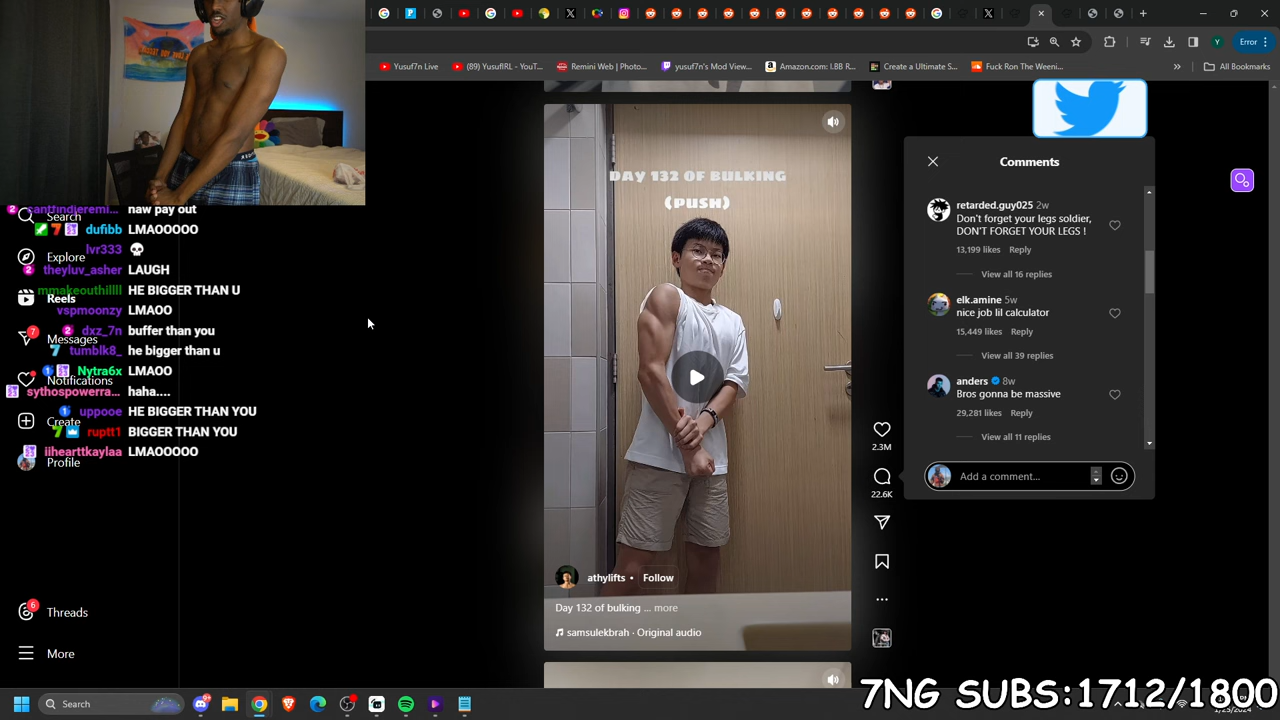 Error
Yusuf7n Live
(89) YusufIRL - YouT...
Remini Web | Photo...
yusuf7n's Mod View...
Amazon.com: l.BB R...
Create a Ultimate S...
Fuck Ron The Weeni...
»
All Bookmarks
naw pay out
Search
dufibb LMAOOOOO
lvr333 💀
Explore
theyluv_asher LAUGH
mmakeouthillll HE BIGGER THAN U
Reels
vspmoonzy LMAOO
dxz_7n buffer than you
7
Messages
tumblk8_ he bigger than u
Nytra6x LMAOO
Notifications
sythospowerra... haha....
uppooe HE BIGGER THAN YOU
Create
ruptt1 BIGGER THAN YOU
iihearttkaylaa LMAOOOOO
Profile
6
Threads
More
DAY 132 OF BULKING
(PUSH)
athylifts • Follow
Day 132 of bulking ... more
samsulekbrah · Original audio
2.3M
22.6K
Comments
retarded.guy025 2w
Don't forget your legs soldier,
DON'T FORGET YOUR LEGS !
13,199 likes Reply
View all 16 replies
elk.amine 5w
nice job lil calculator
15,449 likes Reply
View all 39 replies
anders 8w
Bros gonna be massive
29,281 likes Reply
View all 11 replies
Add a comment...
Search
7NG SUBS:1712/1800